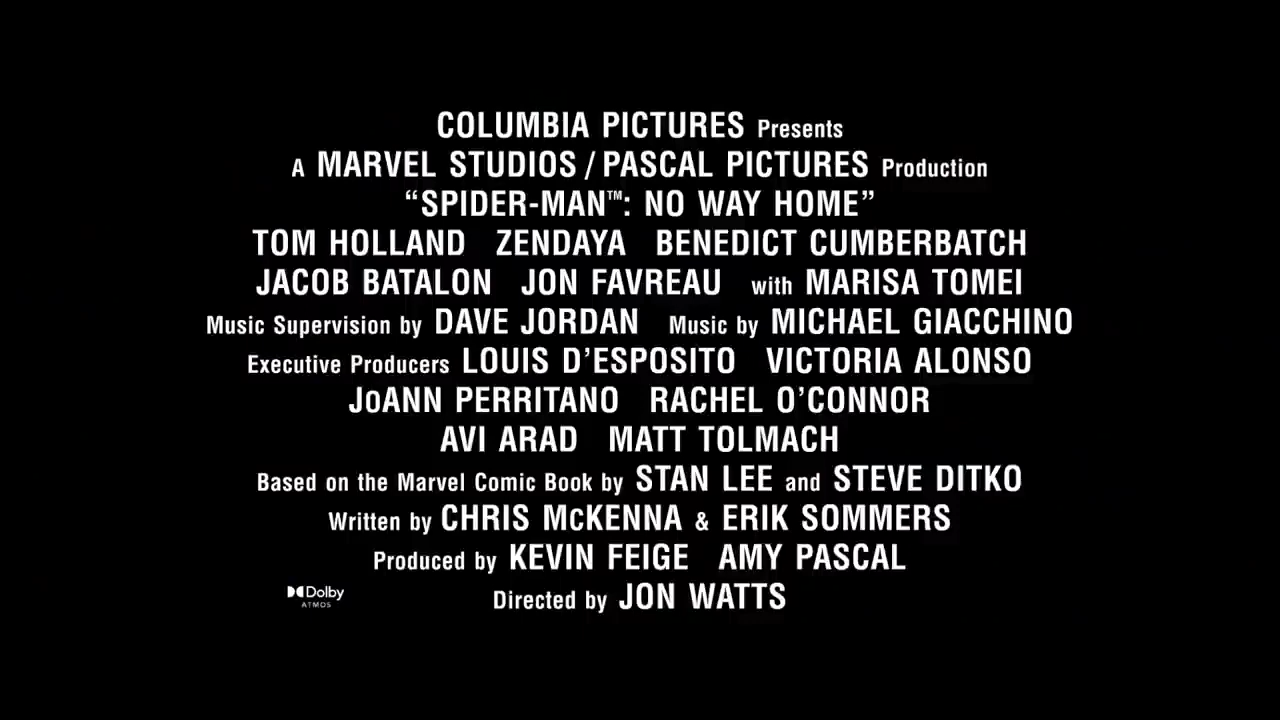 COLUMBIA PICTURES Presents
A MARVEL STUDIOS / PASCAL PICTURES Production
“SPIDER-MAN™: NO WAY HOME”
TOM HOLLAND ZENDAYA BENEDICT CUMBERBATCH
JACOB BATALON JON FAVREAU with MARISA TOMEI
Music Supervision by DAVE JORDAN Music by MICHAEL GIACCHINO
Executive Producers LOUIS D’ESPOSITO VICTORIA ALONSO
JoANN PERRITANO RACHEL O’CONNOR
AVI ARAD MATT TOLMACH
Based on the Marvel Comic Book by STAN LEE and STEVE DITKO
Written by CHRIS McKENNA & ERIK SOMMERS
Produced by KEVIN FEIGE AMY PASCAL
Directed by JON WATTS
Dolby
ATMOS